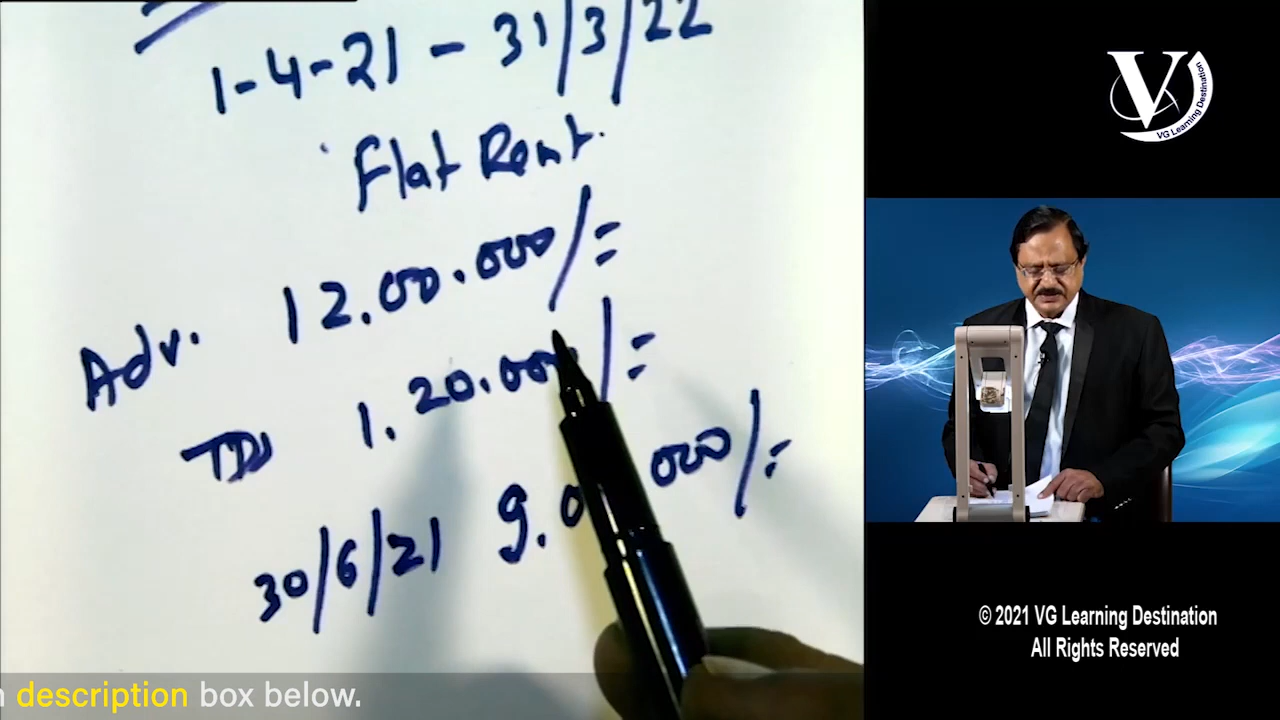 1-4-21 - 31/3/22
Flat Rent.
Adv. 12.00.000/=
TDS 1.20.000/=
30/6/21 9.0 000/=
description box below.
V
VG Learning Destination
© 2021 VG Learning Destination
All Rights Reserved